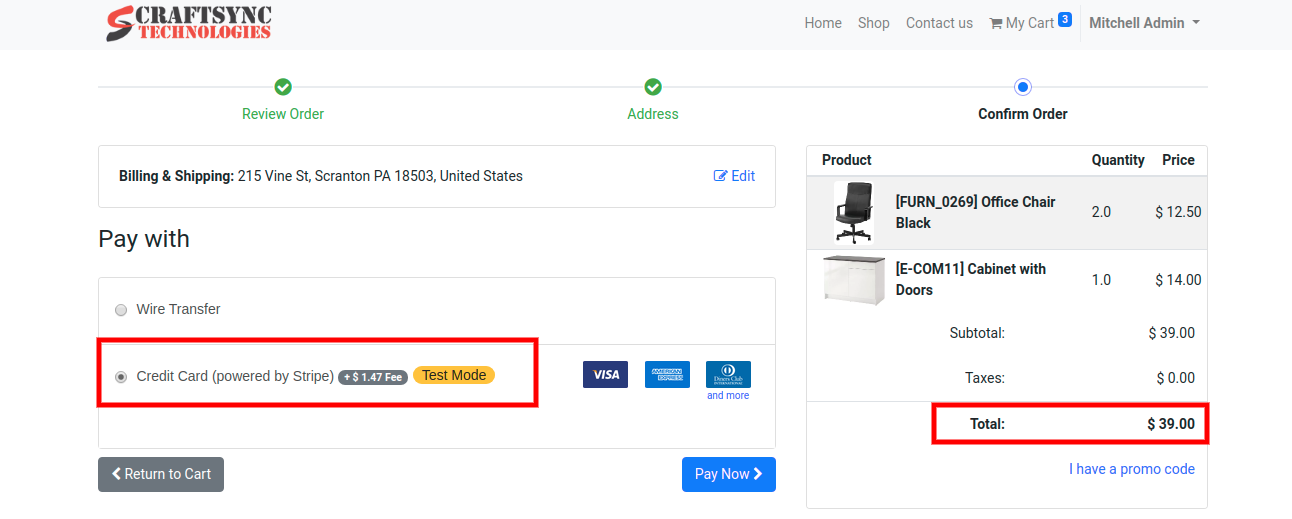 CRAFTSYNC
TECHNOLOGIES
Home Shop Contact us My Cart 3 Mitchell Admin
Review Order Address Confirm Order
Billing & Shipping: 215 Vine St, Scranton PA 18503, United States Edit
Pay with
Wire Transfer
Credit Card (powered by Stripe) + $ 1.47 Fee Test Mode
VISA AMERICAN EXPRESS Diners Club INTERNATIONAL
and more
Return to Cart Pay Now
Product Quantity Price
[FURN_0269] Office Chair Black 2.0 $ 12.50
[E-COM11] Cabinet with Doors 1.0 $ 14.00
Subtotal: $ 39.00
Taxes: $ 0.00
Total: $ 39.00
I have a promo code